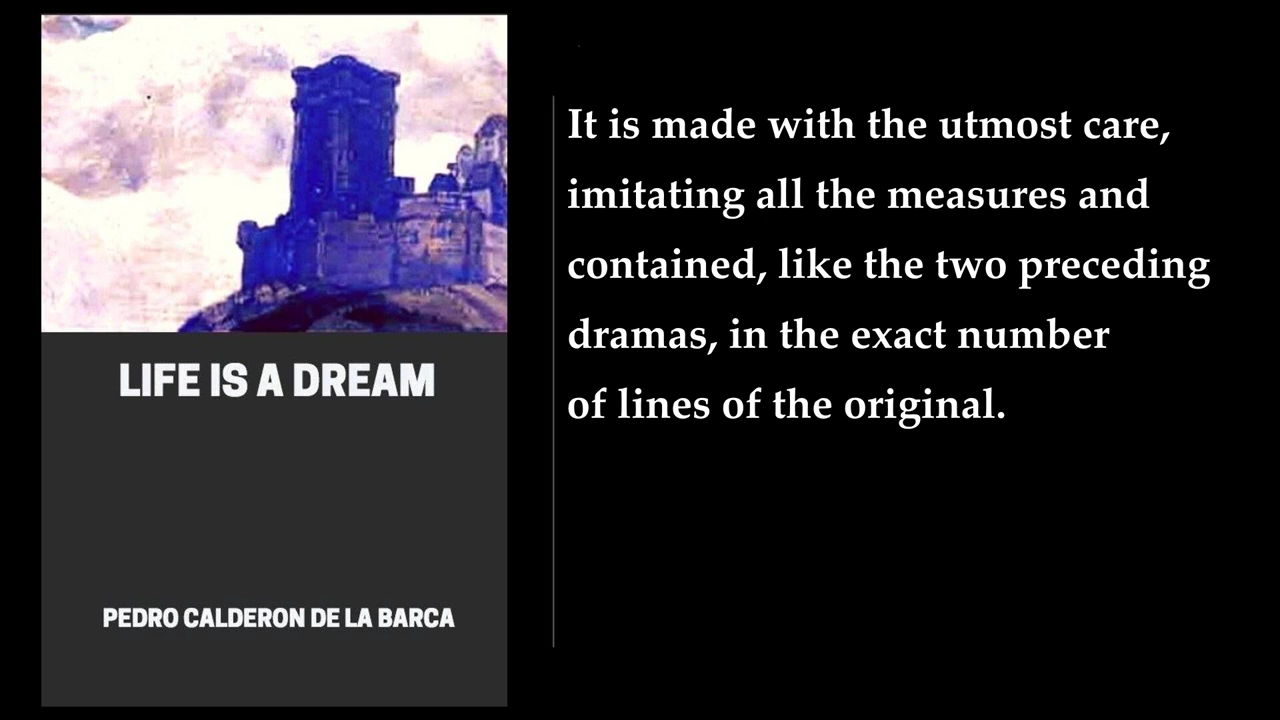 LIFE IS A DREAM
PEDRO CALDERON DE LA BARCA
It is made with the utmost care,
imitating all the measures and
contained, like the two preceding
dramas, in the exact number
of lines of the original.